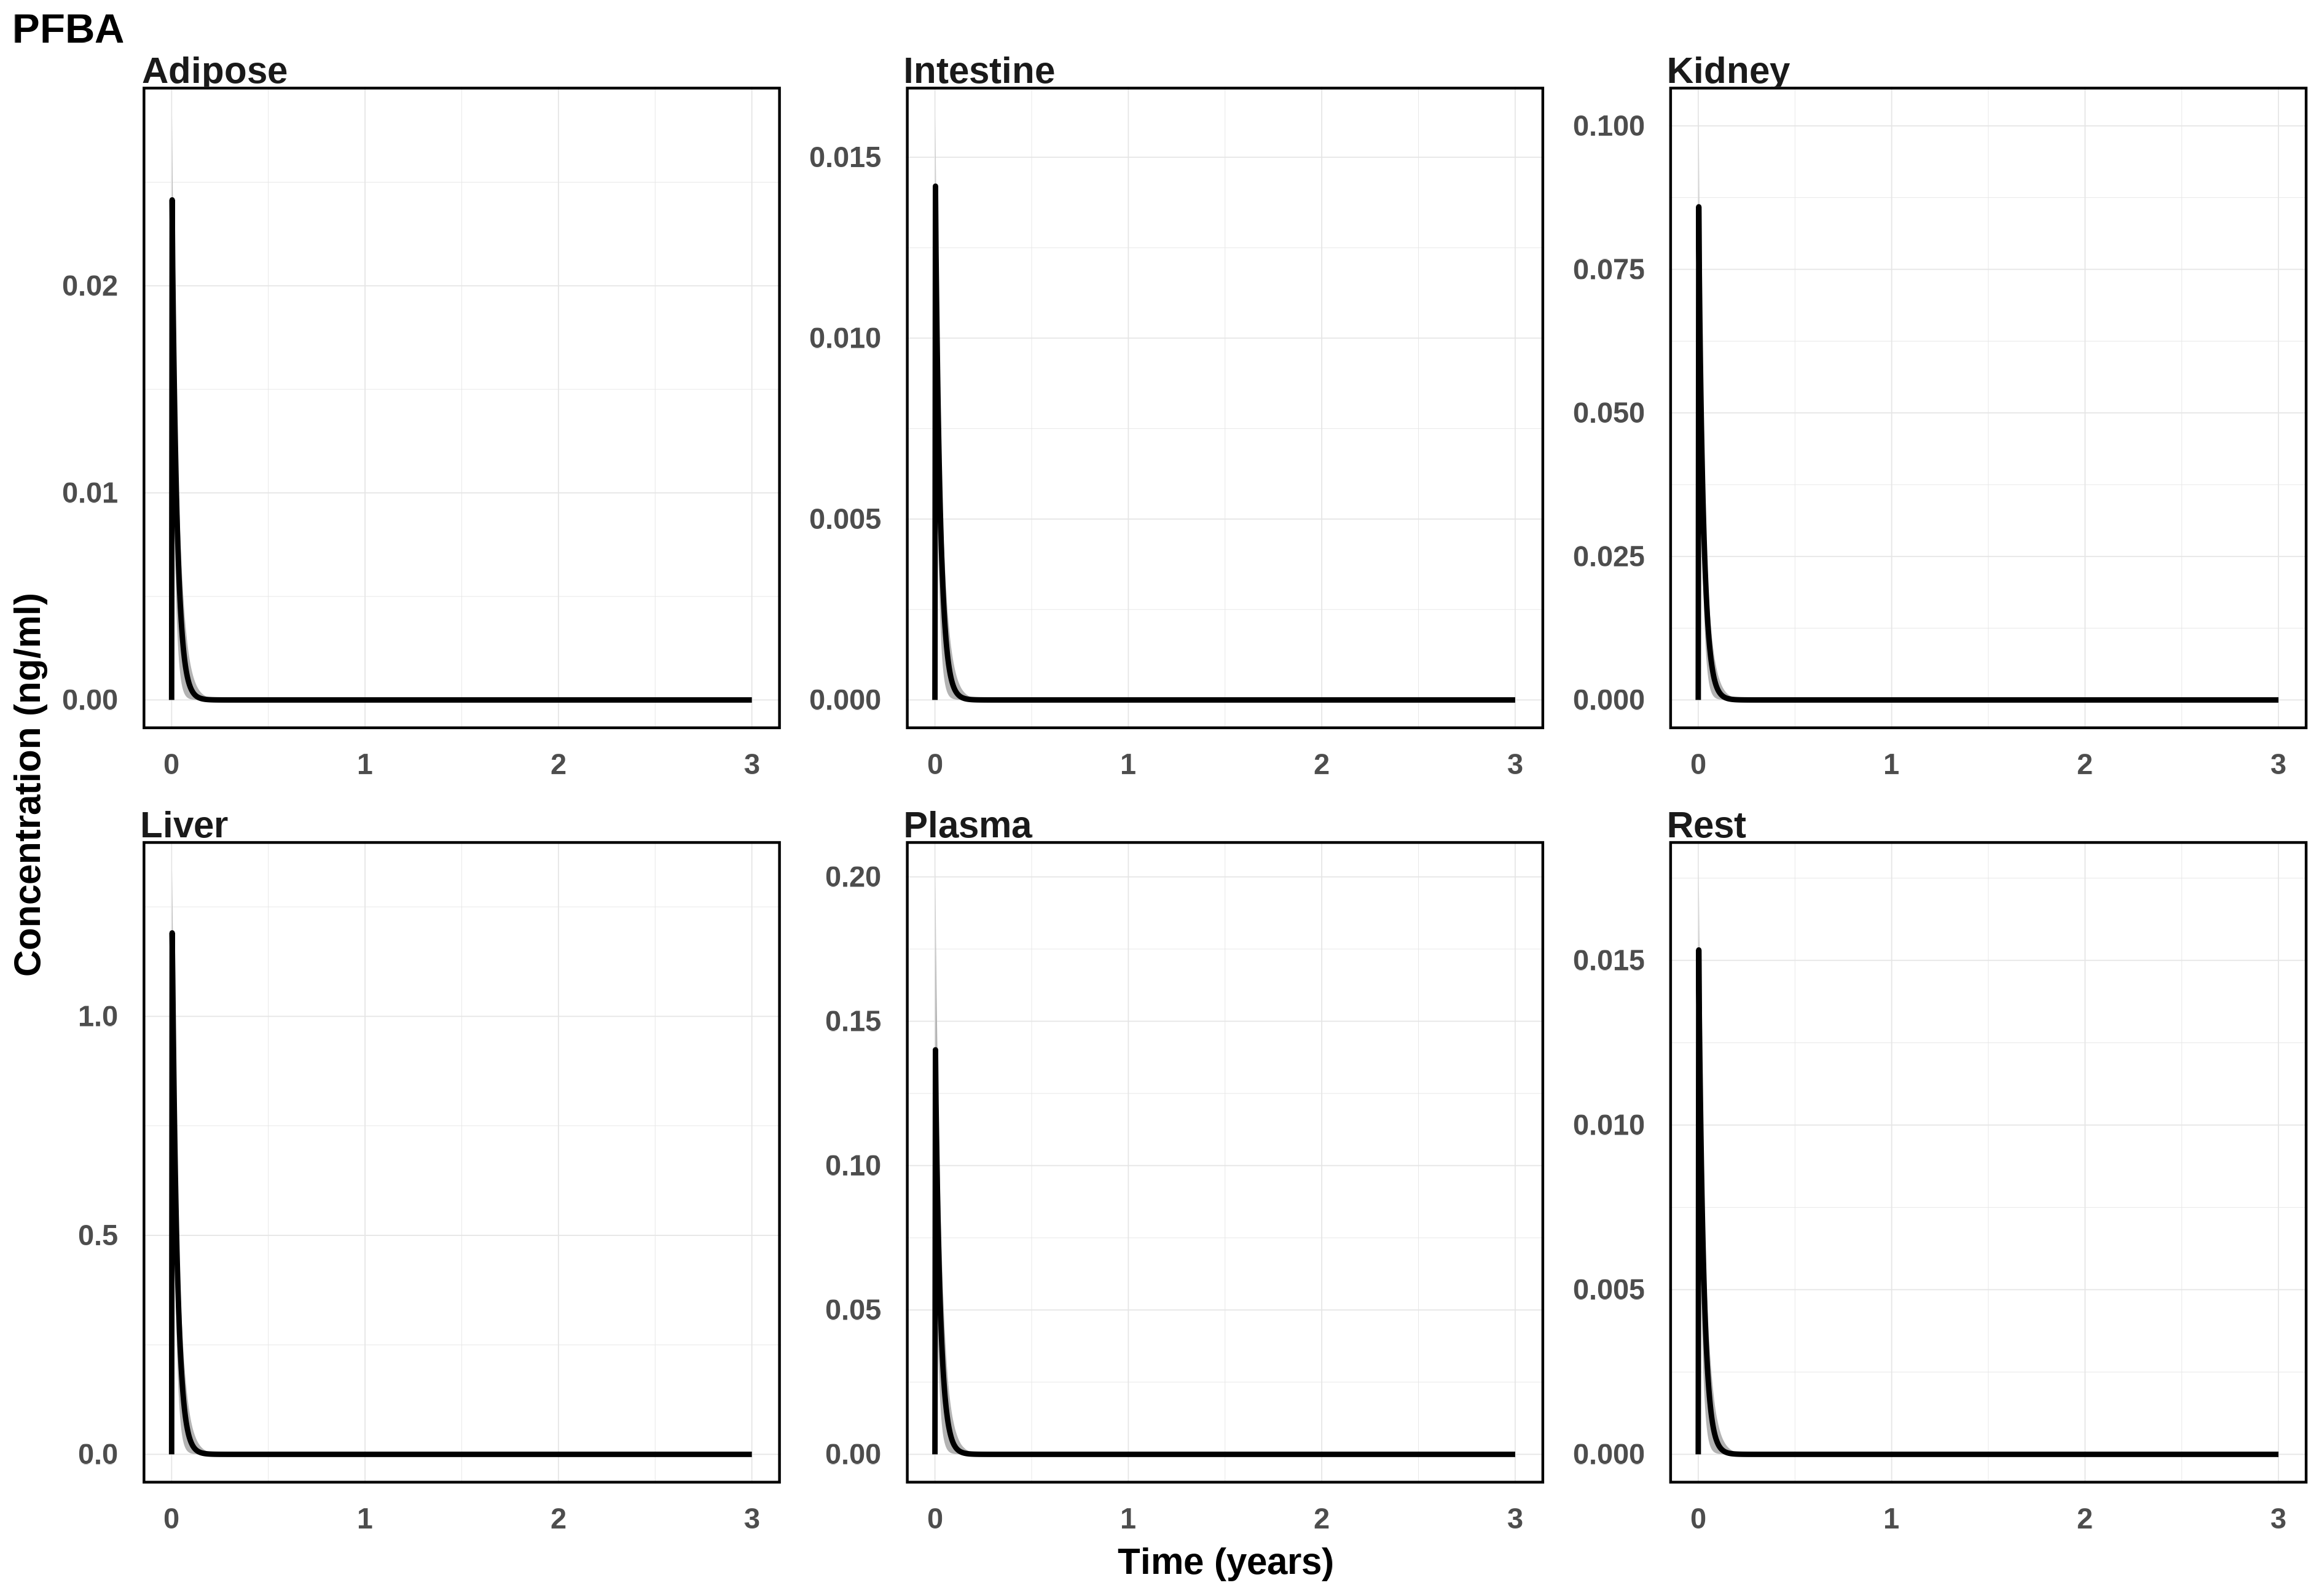 PFBA
Adipose
Intestine
Kidney
0.02
0.01
0.00
0.015
0.010
0.005
0.000
0.100
0.075
0.050
0.025
0.000
0 1 2 3
0 1 2 3
0 1 2 3
Concentration (ng/ml)
Liver
Plasma
Rest
1.0
0.5
0.0
0.20
0.15
0.10
0.05
0.00
0.015
0.010
0.005
0.000
0 1 2 3
0 1 2 3
0 1 2 3
Time (years)